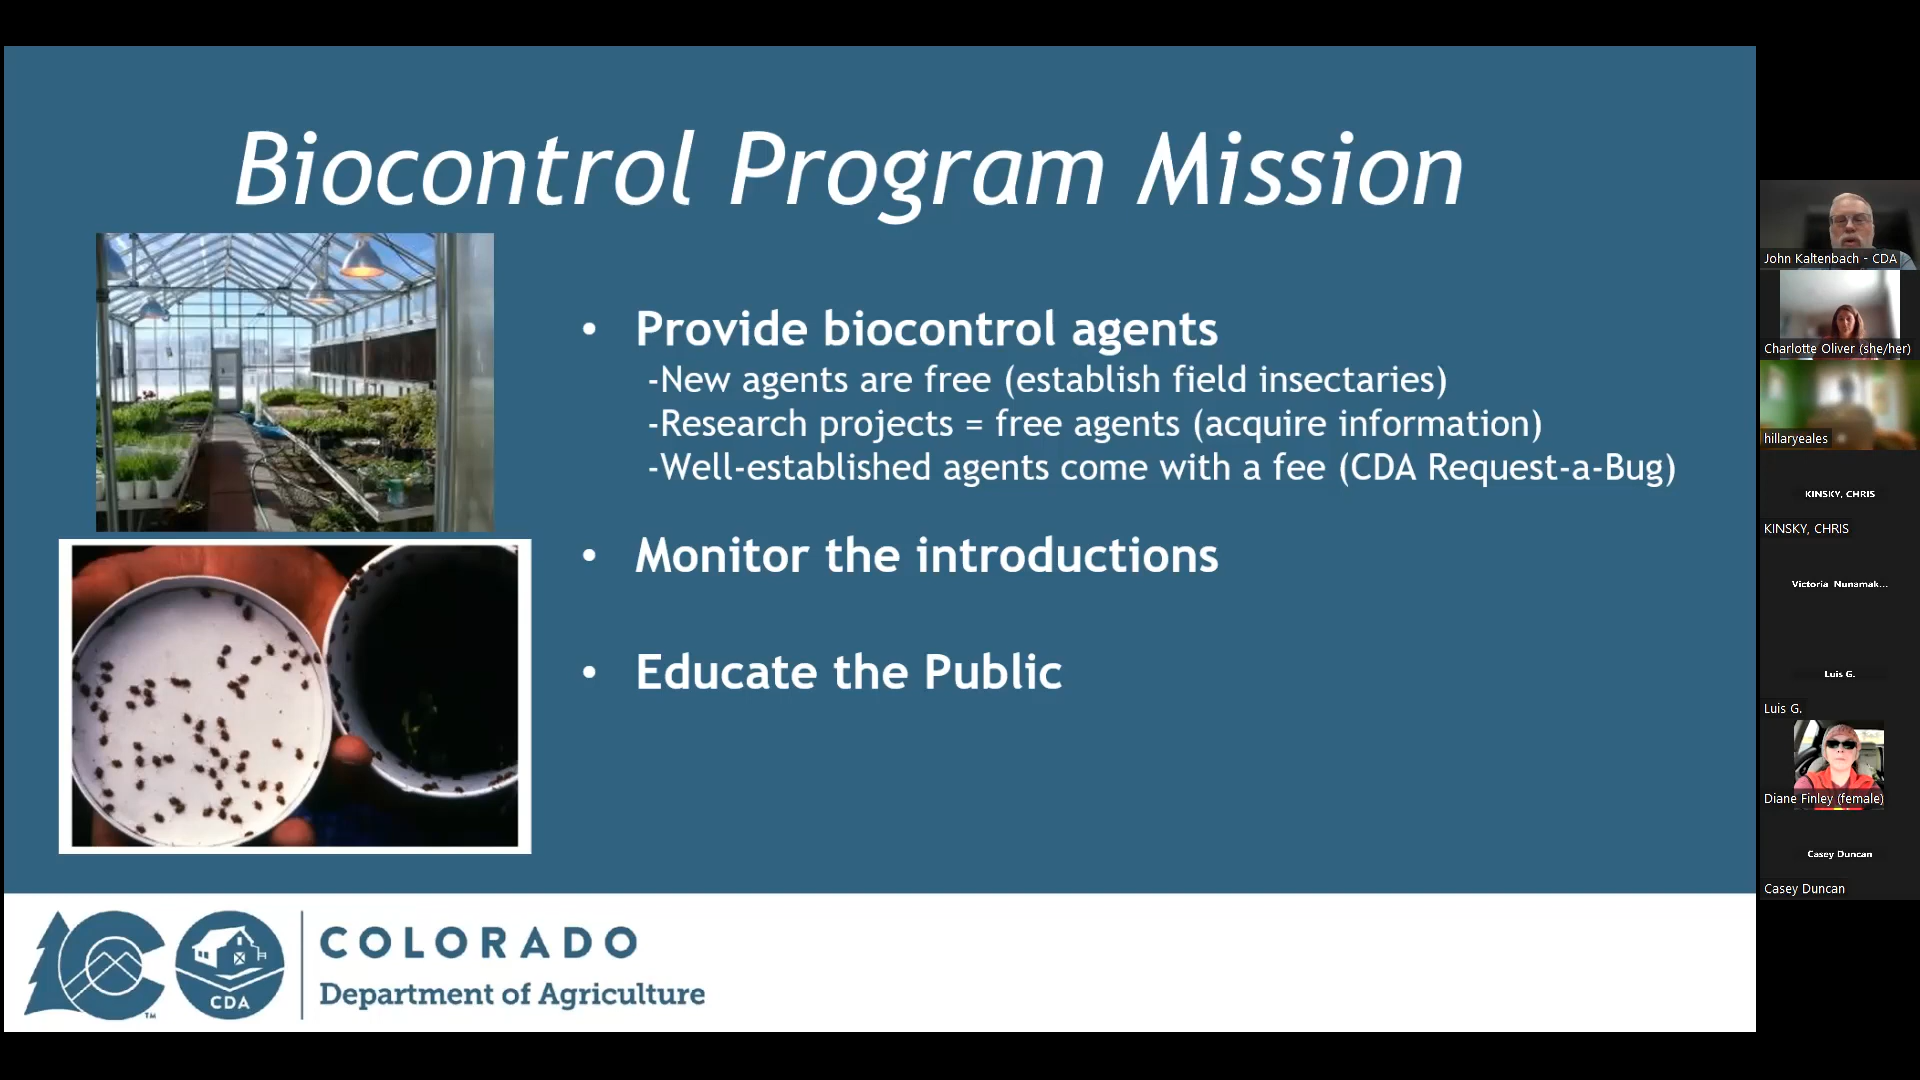 Biocontrol Program Mission
• Provide biocontrol agents
-New agents are free (establish field insectaries)
-Research projects = free agents (acquire information)
-Well-established agents come with a fee (CDA Request-a-Bug)
• Monitor the introductions
• Educate the Public
CDA
TM
COLORADO
Department of Agriculture
John Kaltenbach - CDA
Charlotte Oliver (she/her)
hillaryeales
KINSKY, CHRIS
KINSKY, CHRIS
Victoria Nunamak...
Luis G.
Luis G.
Diane Finley (female)
Casey Duncan
Casey Duncan